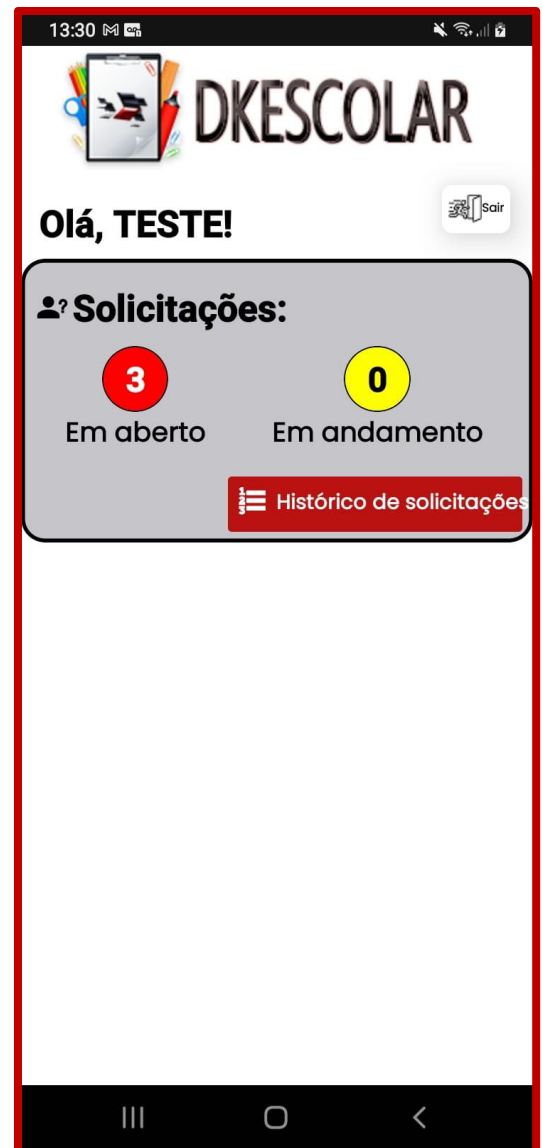 13:30
DKESCOLAR
Sair
Olá, TESTE!
Solicitações:
3
0
Em aberto
Em andamento
Histórico de solicitações